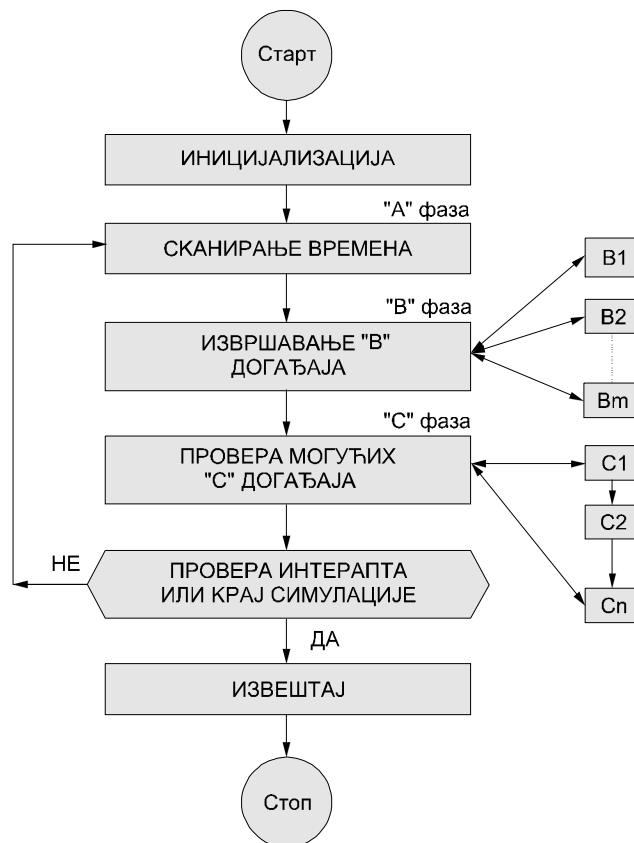 Старт
ИНИЦИЈАЛИЗАЦИЈА
"А" фаза
СКАНИРАЊЕ ВРЕМЕНА
"В" фаза
ИЗВРШАВАЊЕ "В"
ДОГАЂАЈА
B1
B2
Bm
"С" фаза
ПРОВЕРА МОГУЋИХ
"С" ДОГАЂАЈА
C1
C2
Cn
НЕ
ПРОВЕРА ИНТЕРАПТА
ИЛИ КРАЈ СИМУЛАЦИЈЕ
ДА
ИЗВЕШТАЈ
Стоп